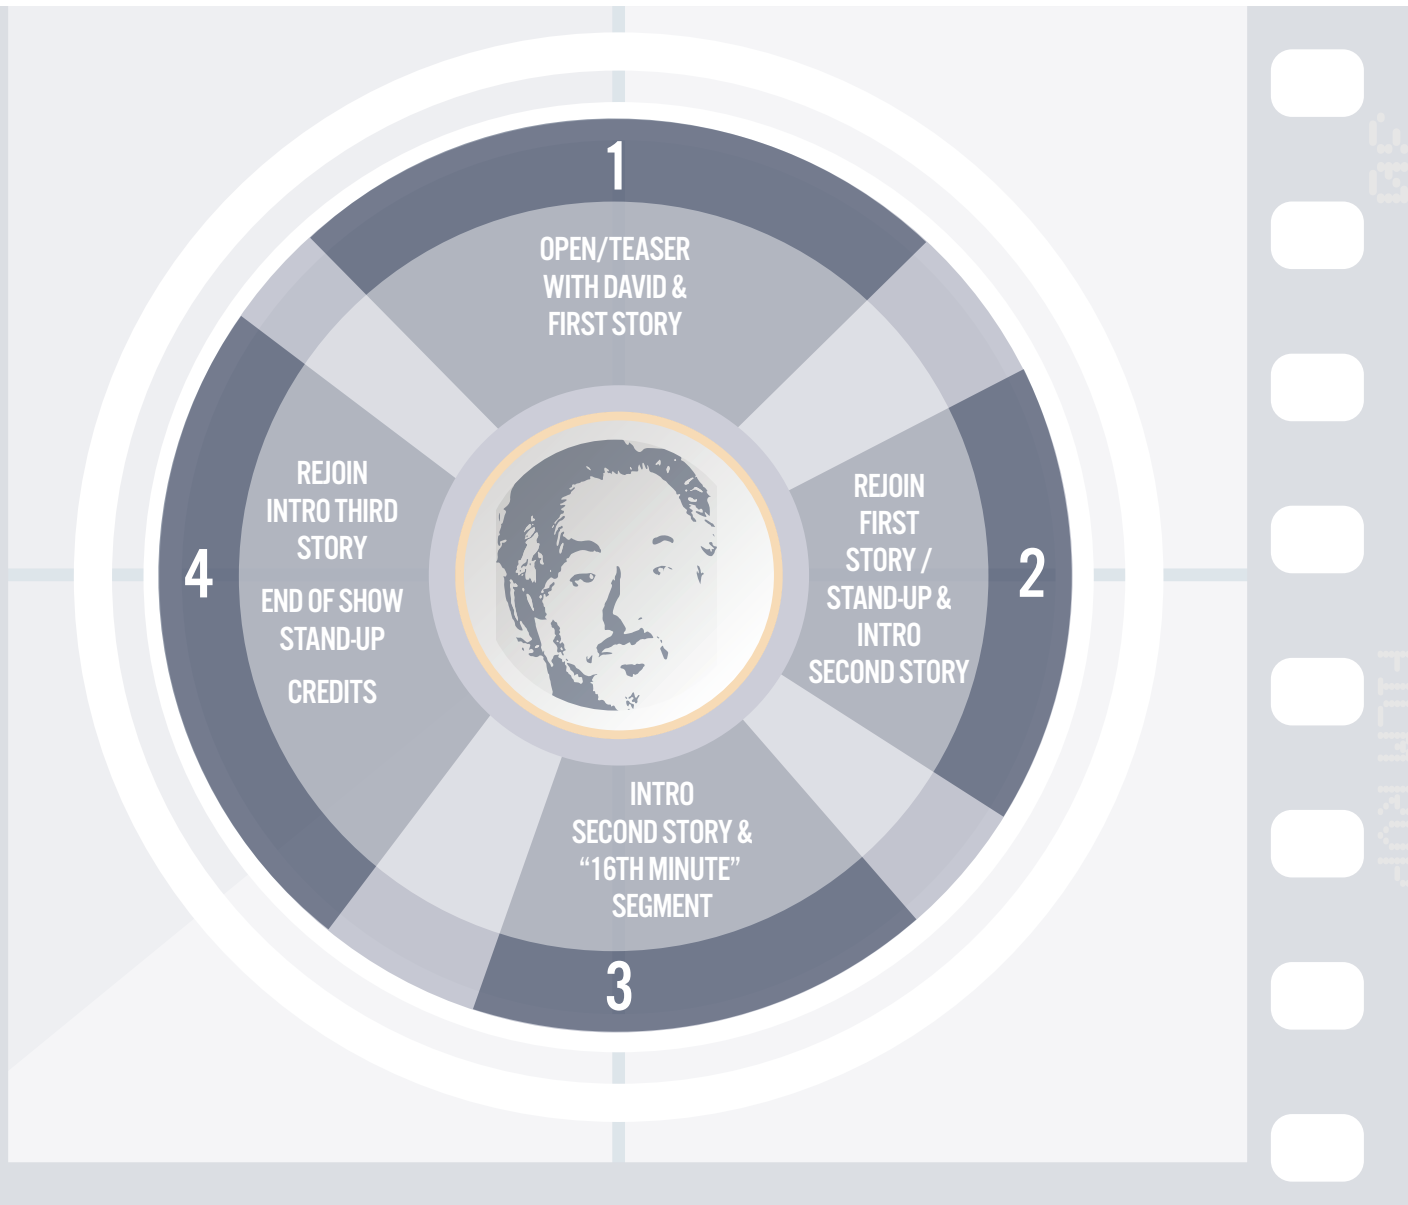 1
OPEN/TEASER
WITH DAVID &
FIRST STORY
2
REJOIN
FIRST
STORY /
STAND-UP &
INTRO
SECOND STORY
3
INTRO
SECOND STORY &
“16TH MINUTE”
SEGMENT
4
REJOIN
INTRO THIRD
STORY
END OF SHOW
STAND-UP
CREDITS